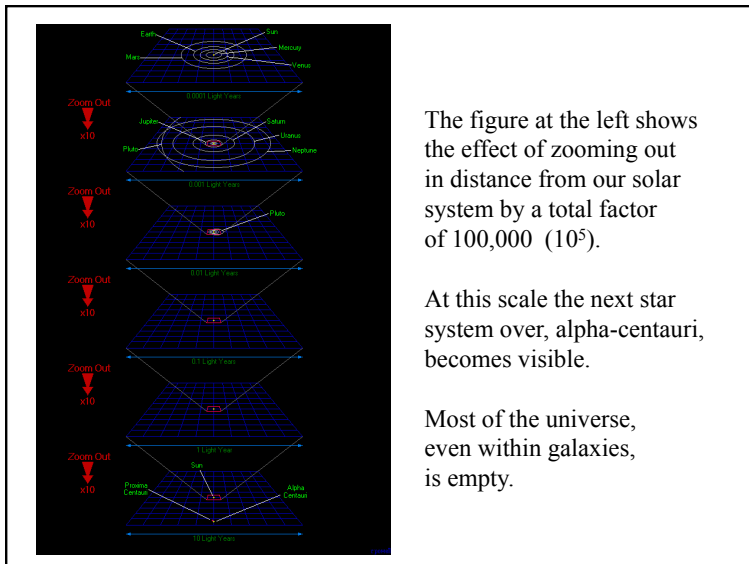 Earth
Sun
Mercury
Mars
Venus
0.0001 Light Years
Zoom Out
x10
Jupiter
Saturn
Uranus
Pluto
Neptune
0.001 Light Years
Zoom Out
x10
Pluto
0.01 Light Years
Zoom Out
x10
0.1 Light Years
Zoom Out
x10
1 Light Year
Zoom Out
x10
Sun
Proxima
Centauri
Alpha
Centauri
10 Light Years
The figure at the left shows
the effect of zooming out
in distance from our solar
system by a total factor
of 100,000 (10⁵).
At this scale the next star
system over, alpha-centauri,
becomes visible.
Most of the universe,
even within galaxies,
is empty.